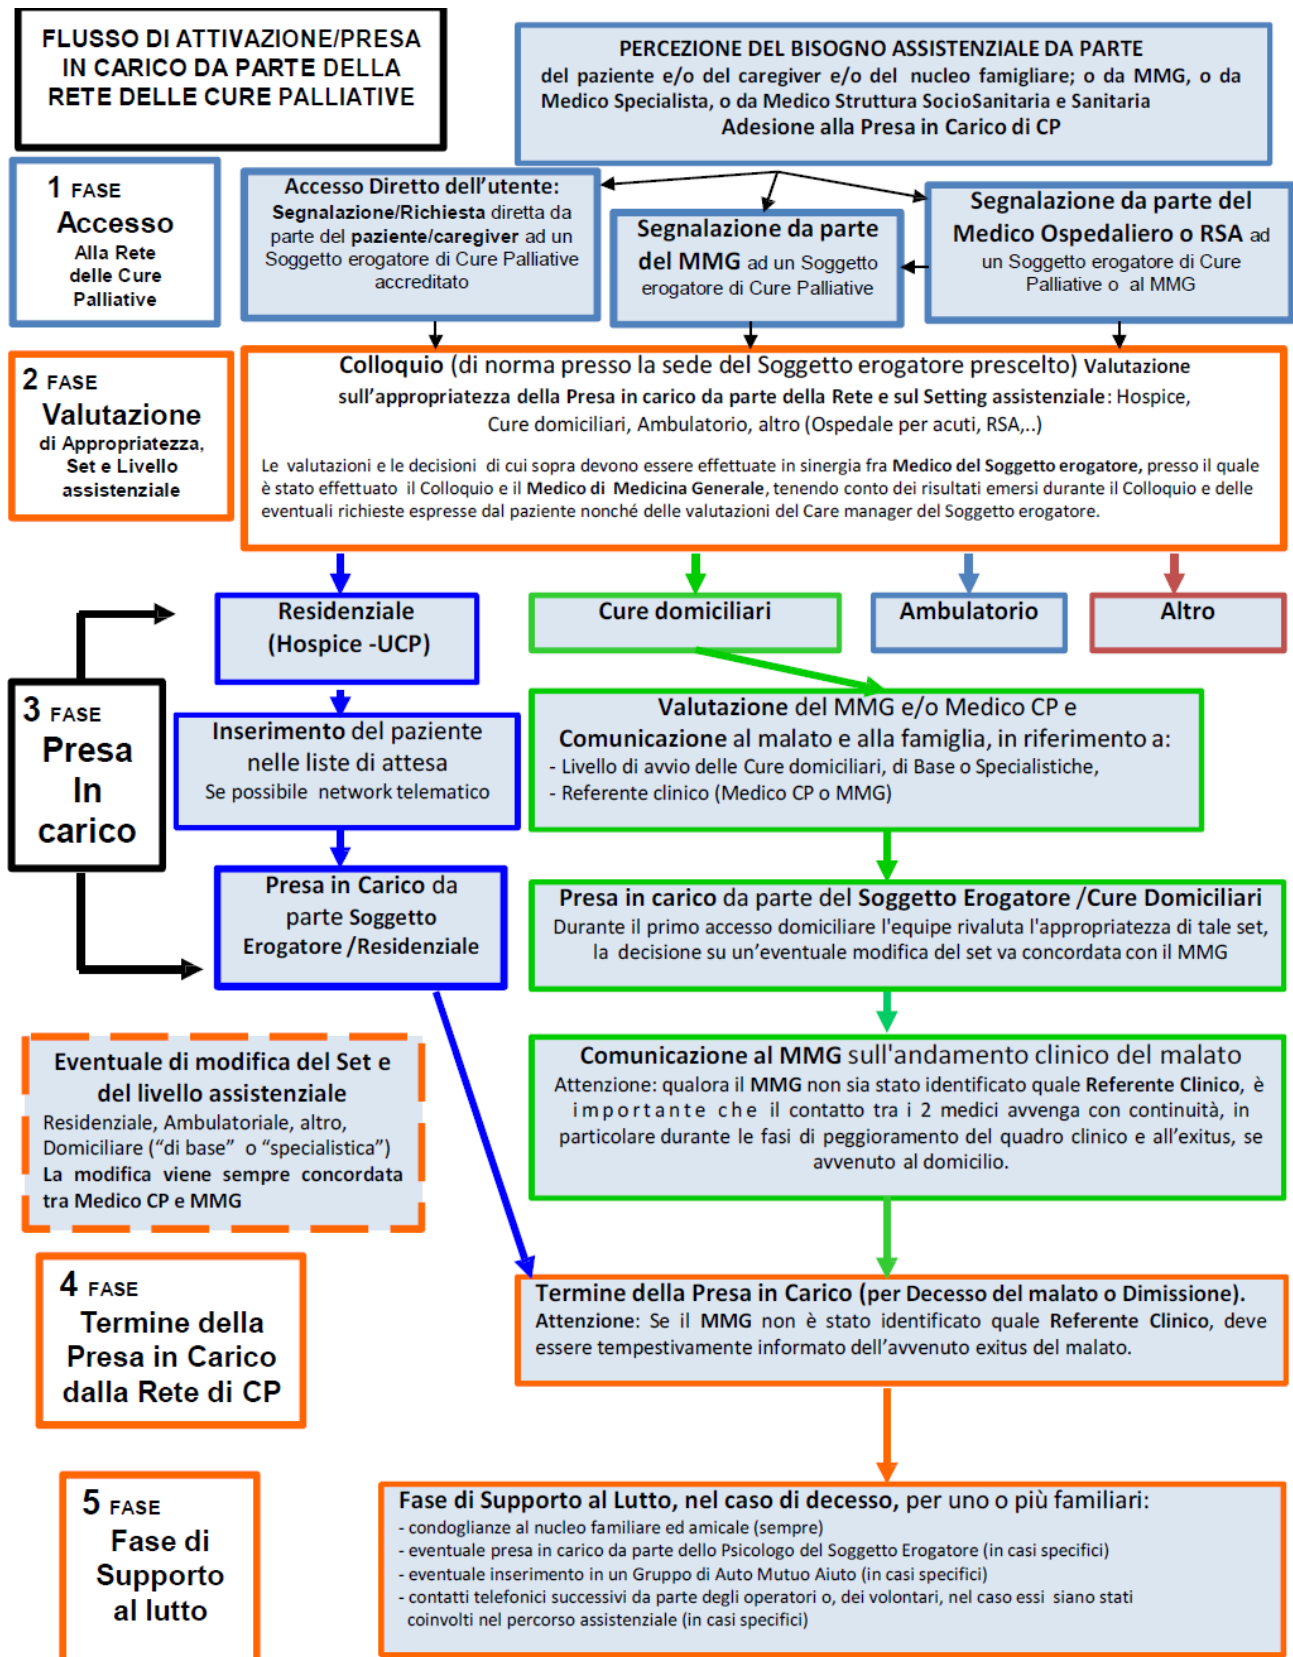 FLUSSO DI ATTIVAZIONE/PRESA
IN CARICO DA PARTE DELLA
RETE DELLE CURE PALLIATIVE
PERCEZIONE DEL BISOGNO ASSISTENZIALE DA PARTE
del paziente e/o del caregiver e/o del nucleo famigliare; o da MMG, o da
Medico Specialista, o da Medico Struttura SocioSanitaria e Sanitaria
Adesione alla Presa in Carico di CP
1 FASE
Accesso
Alla Rete
delle Cure
Palliative
Accesso Diretto dell'utente:
Segnalazione/Richiesta diretta da
parte del paziente/caregiver ad un
Soggetto erogatore di Cure Palliative
accreditato
Segnalazione da parte
del MMG ad un Soggetto
erogatore di Cure Palliative
Segnalazione da parte del
Medico Ospedaliero o RSA ad
un Soggetto erogatore di Cure
Palliative o al MMG
2 FASE
Valutazione
di Appropriatezza,
Set e Livello
assistenziale
Colloquio (di norma presso la sede del Soggetto erogatore prescelto) Valutazione
sull'appropriatezza della Presa in carico da parte della Rete e sul Setting assistenziale: Hospice,
Cure domiciliari, Ambulatorio, altro (Ospedale per acuti, RSA,..)
Le valutazioni e le decisioni di cui sopra devono essere effettuate in sinergia fra Medico del Soggetto erogatore, presso il quale
è stato effettuato il Colloquio e il Medico di Medicina Generale, tenendo conto dei risultati emersi durante il Colloquio e delle
eventuali richieste espresse dal paziente nonché delle valutazioni del Care manager del Soggetto erogatore.
3 FASE
Presa
In
carico
Residenziale
(Hospice -UCP)
Cure domiciliari
Ambulatorio
Altro
Inserimento del paziente
nelle liste di attesa
Se possibile network telematico
Valutazione del MMG e/o Medico CP e
Comunicazione al malato e alla famiglia, in riferimento a:
- Livello di avvio delle Cure domiciliari, di Base o Specialistiche,
- Referente clinico (Medico CP o MMG)
Presa in Carico da
parte Soggetto
Erogatore/Residenziale
Presa in carico da parte del Soggetto Erogatore/Cure Domiciliari
Durante il primo accesso domiciliare l'equipe rivaluta l'appropriatezza di tale set,
la decisione su un'eventuale modifica del set va concordata con il MMG
Eventuale di modifica del Set e
del livello assistenziale
Residenziale, Ambulatoriale, altro,
Domiciliare ("di base" o "specialistica")
La modifica viene sempre concordata
tra Medico CP e MMG
Comunicazione al MMG sull'andamento clinico del malato
Attenzione: qualora il MMG non sia stato identificato quale Referente Clinico, è
importante che il contatto tra i 2 medici avvenga con continuità, in
particolare durante le fasi di peggioramento del quadro clinico e all'exitus, se
avvenuto al domicilio.
4 FASE
Termine della
Presa in Carico
dalla Rete di CP
Termine della Presa in Carico (per Decesso del malato o Dimissione).
Attenzione: Se il MMG non è stato identificato quale Referente Clinico, deve
essere tempestivamente informato dell'avvenuto exitus del malato.
5 FASE
Fase di
Supporto
al lutto
Fase di Supporto al Lutto, nel caso di decesso, per uno o più familiari:
- condoglianze al nucleo familiare ed amicale (sempre)
- eventuale presa in carico da parte dello Psicologo del Soggetto Erogatore (in casi specifici)
- eventuale inserimento in un Gruppo di Auto Mutuo Aiuto (in casi specifici)
- contatti telefonici successivi da parte degli operatori o, dei volontari, nel caso essi siano stati
coinvolti nel percorso assistenziale (in casi specifici)